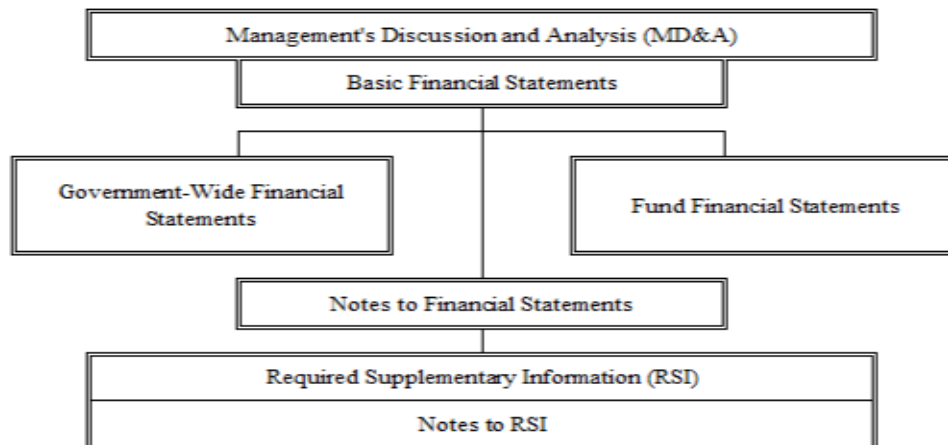 Management's Discussion and Analysis (MD&A)
Basic Financial Statements
Government-Wide Financial
Statements
Fund Financial Statements
Notes to Financial Statements
Required Supplementary Information (RSI)
Notes to RSI